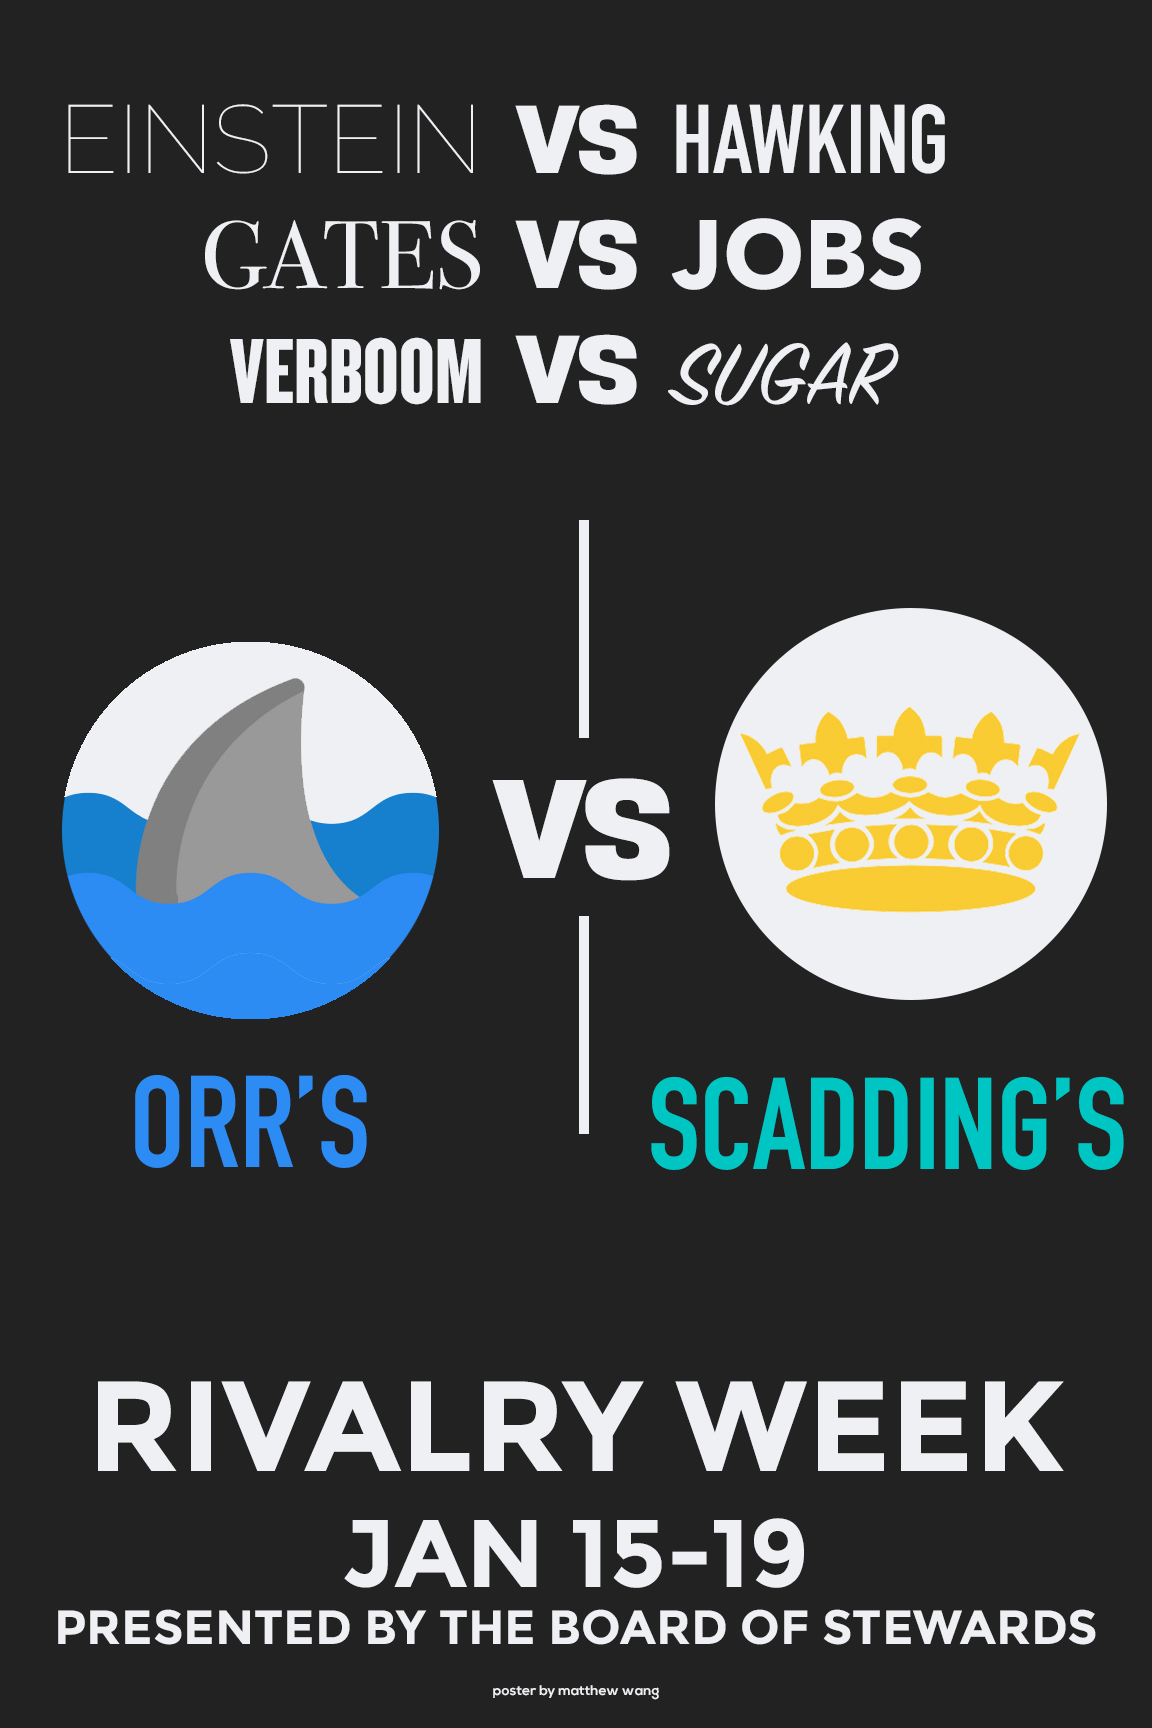 EINSTEIN VS HAWKING
GATES VS JOBS
VERBOOM VS SUGAR
VS
ORR’S
SCADDING’S
RIVALRY WEEK
JAN 15-19
PRESENTED BY THE BOARD OF STEWARDS
poster by matthew wang